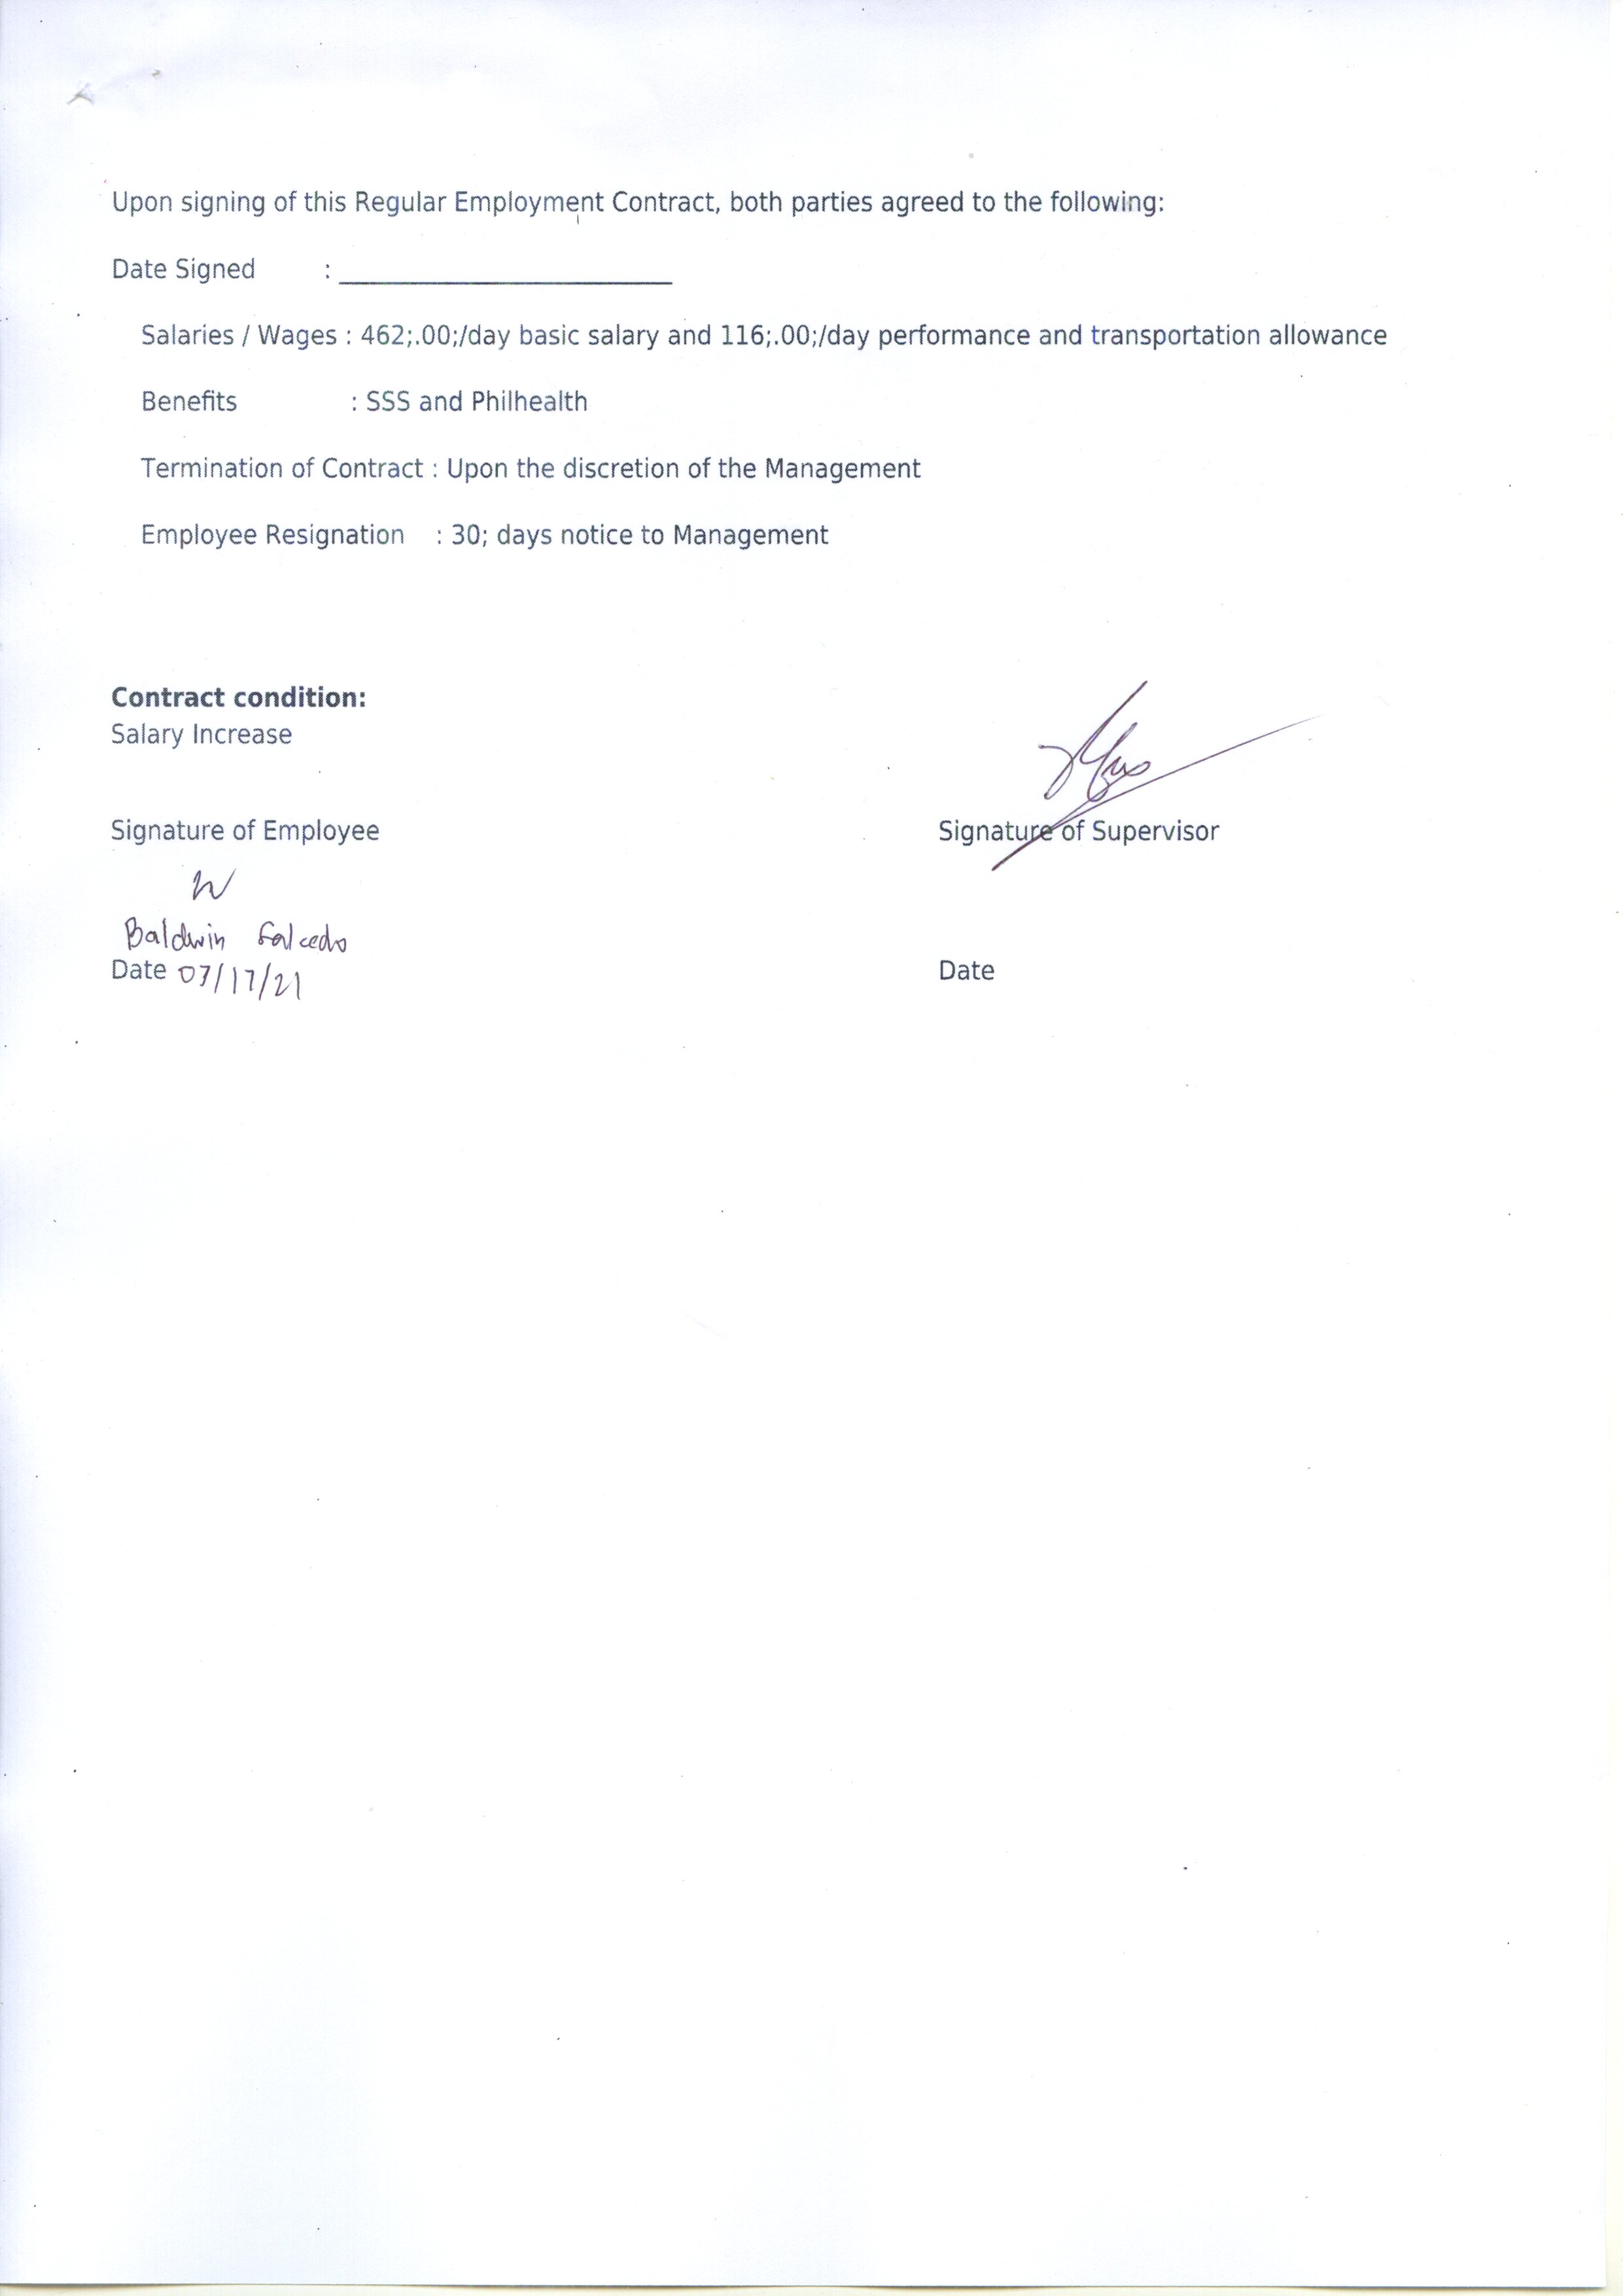 Upon signing of this Regular Employment Contract, both parties agreed to the following:
Date Signed : ____________________
Salaries / Wages : 462;.00;/day basic salary and 116;.00;/day performance and transportation allowance
Benefits : SSS and Philhealth
Termination of Contract : Upon the discretion of the Management
Employee Resignation : 30; days notice to Management
Contract condition:
Salary Increase
Signature of Employee Signature of Supervisor
Baldwin Salcedo
Date 07/17/21 Date